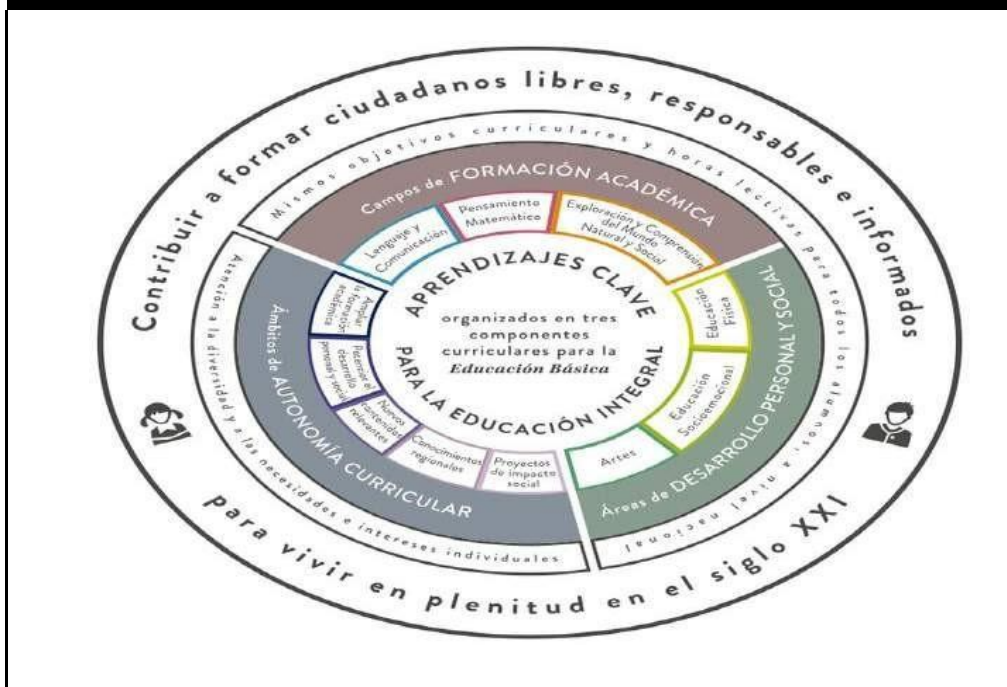 Contribuir a formar ciudadanos libres, responsables e informados
para vivir en plenitud en el siglo XXI
Mismos objetivos curriculares y horas lectivas para todos los alumnos, a nivel nacional
Atención a la diversidad y a las necesidades e intereses individuales
Campos de FORMACIÓN ACADÉMICA
Lenguaje y
Comunicación
Pensamiento
Matemático
Exploración y Comprensión
del Mundo
Natural y Social
Áreas de DESARROLLO PERSONAL Y SOCIAL
Educación
Física
Educación
Socioemocional
Artes
Ámbitos de AUTONOMÍA CURRICULAR
Ampliar
la formación
académica
Potenciar el
desarrollo
personal y social
Nuevos
contenidos
relevantes
Conocimientos
regionales
Proyectos
de impacto
social
APRENDIZAJES CLAVE
organizados en tres
componentes
curriculares para la
Educación Básica
PARA LA EDUCACIÓN INTEGRAL